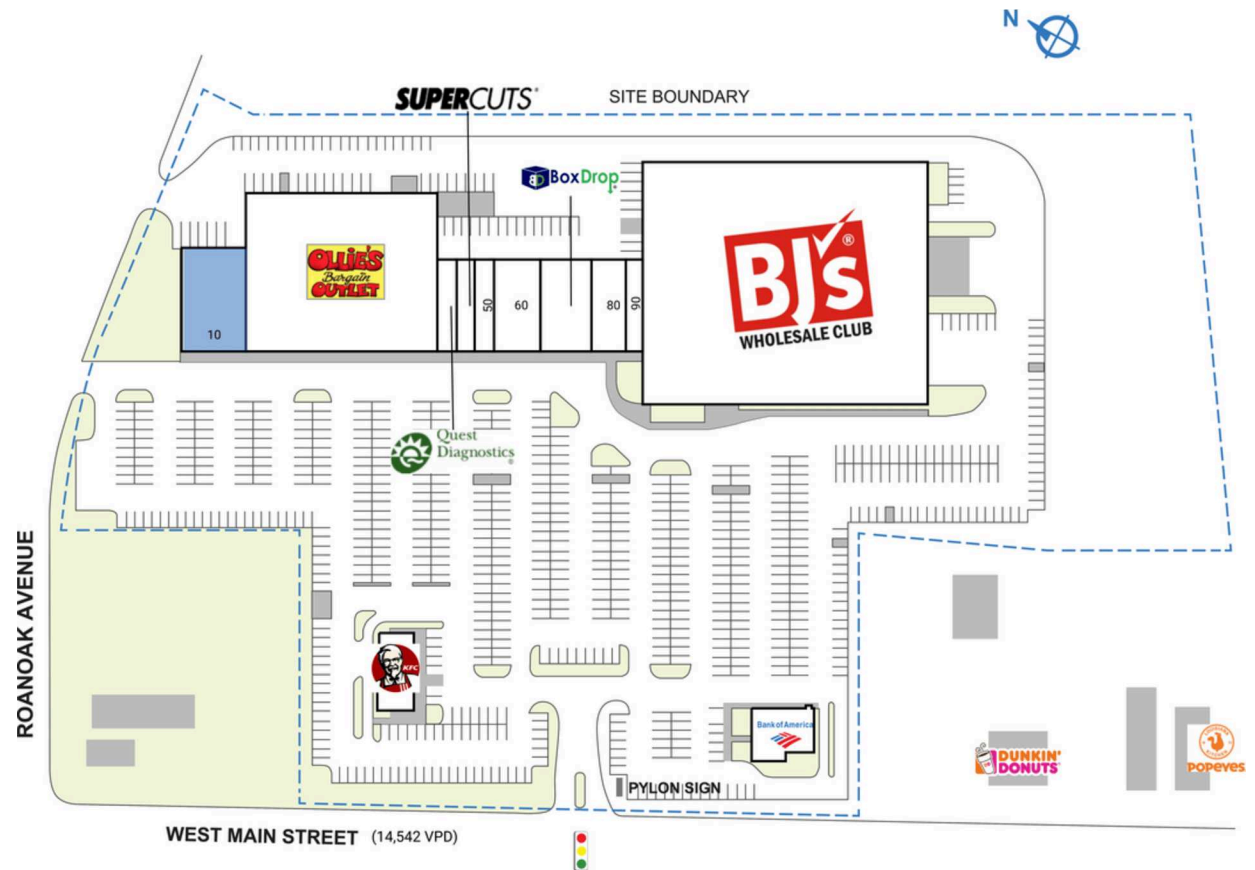 N
SUPERCUTS®
SITE BOUNDARY
BoxDrop
OLLIE'S
Bargain
OUTLET
BJ's®
WHOLESALE CLUB
10
50
60
80
90
Quest
Diagnostics®
ROANOAK AVENUE
KFC
Bank of America
DUNKIN'
DONUTS
POPEYES
PYLON SIGN
WEST MAIN STREET (14,542 VPD)